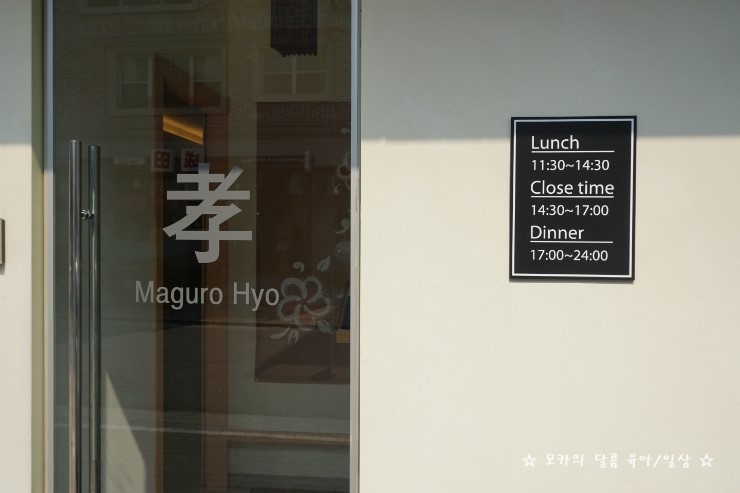 孝
Maguro Hyo
Lunch
11:30~14:30
Close time
14:30~17:00
Dinner
17:00~24:00
☆ 모카의 달콤 육아/일상 ☆